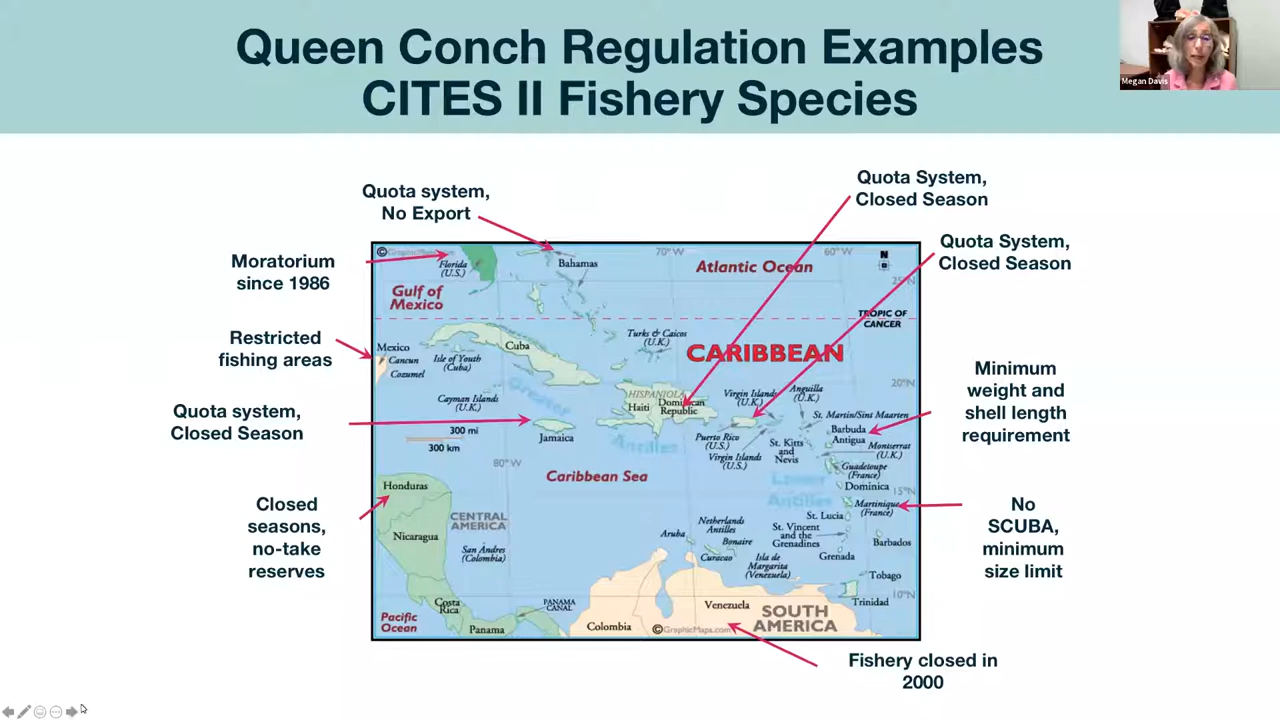 Queen Conch Regulation Examples
CITES II Fishery Species
Megan Davis
Quota system,
No Export
Quota System,
Closed Season
Quota System,
Closed Season
Moratorium
since 1986
Restricted
fishing areas
Quota system,
Closed Season
Closed
seasons,
no-take
reserves
Minimum
weight and
shell length
requirement
No
SCUBA,
minimum
size limit
Fishery closed in
2000
©GraphicMaps.com
70° W
60° W
N
Florida
(U.S.)
Bahamas
Atlantic Ocean
25°N
Gulf of
Mexico
TROPIC OF
CANCER
Mexico
Cancun
Cozumel
Isle of Youth
(Cuba)
Cuba
Turks & Caicos
(U.K.)
CARIBBEAN
20°N
Greater
Antilles
Cayman Islands
(U.K.)
HISPANIOLA
Haiti
Dominican
Republic
Virgin Islands
(U.K.)
Anguilla
(U.K.)
St. Martin/Sint Maarten
300 mi
300 km
Jamaica
Puerto Rico
(U.S.)
Virgin Islands
(U.S.)
St. Kitts
and
Nevis
Barbuda
Antigua
Montserrat
(U.K.)
Guadeloupe
(France)
80° W
Caribbean Sea
Lesser
Antilles
Dominica
15°N
Martinique
(France)
Honduras
CENTRAL
AMERICA
Nicaragua
San Andres
(Colombia)
Aruba
Netherlands
Antilles
Bonaire
Curacao
Isla de
Margarita
(Venezuela)
St. Lucia
St. Vincent
and the
Grenadines
Barbados
Grenada
Tobago
Trinidad
10°N
Costa
Rica
PANAMA
CANAL
Panama
Pacific
Ocean
Colombia
Venezuela
SOUTH
AMERICA
©GraphicMaps.com